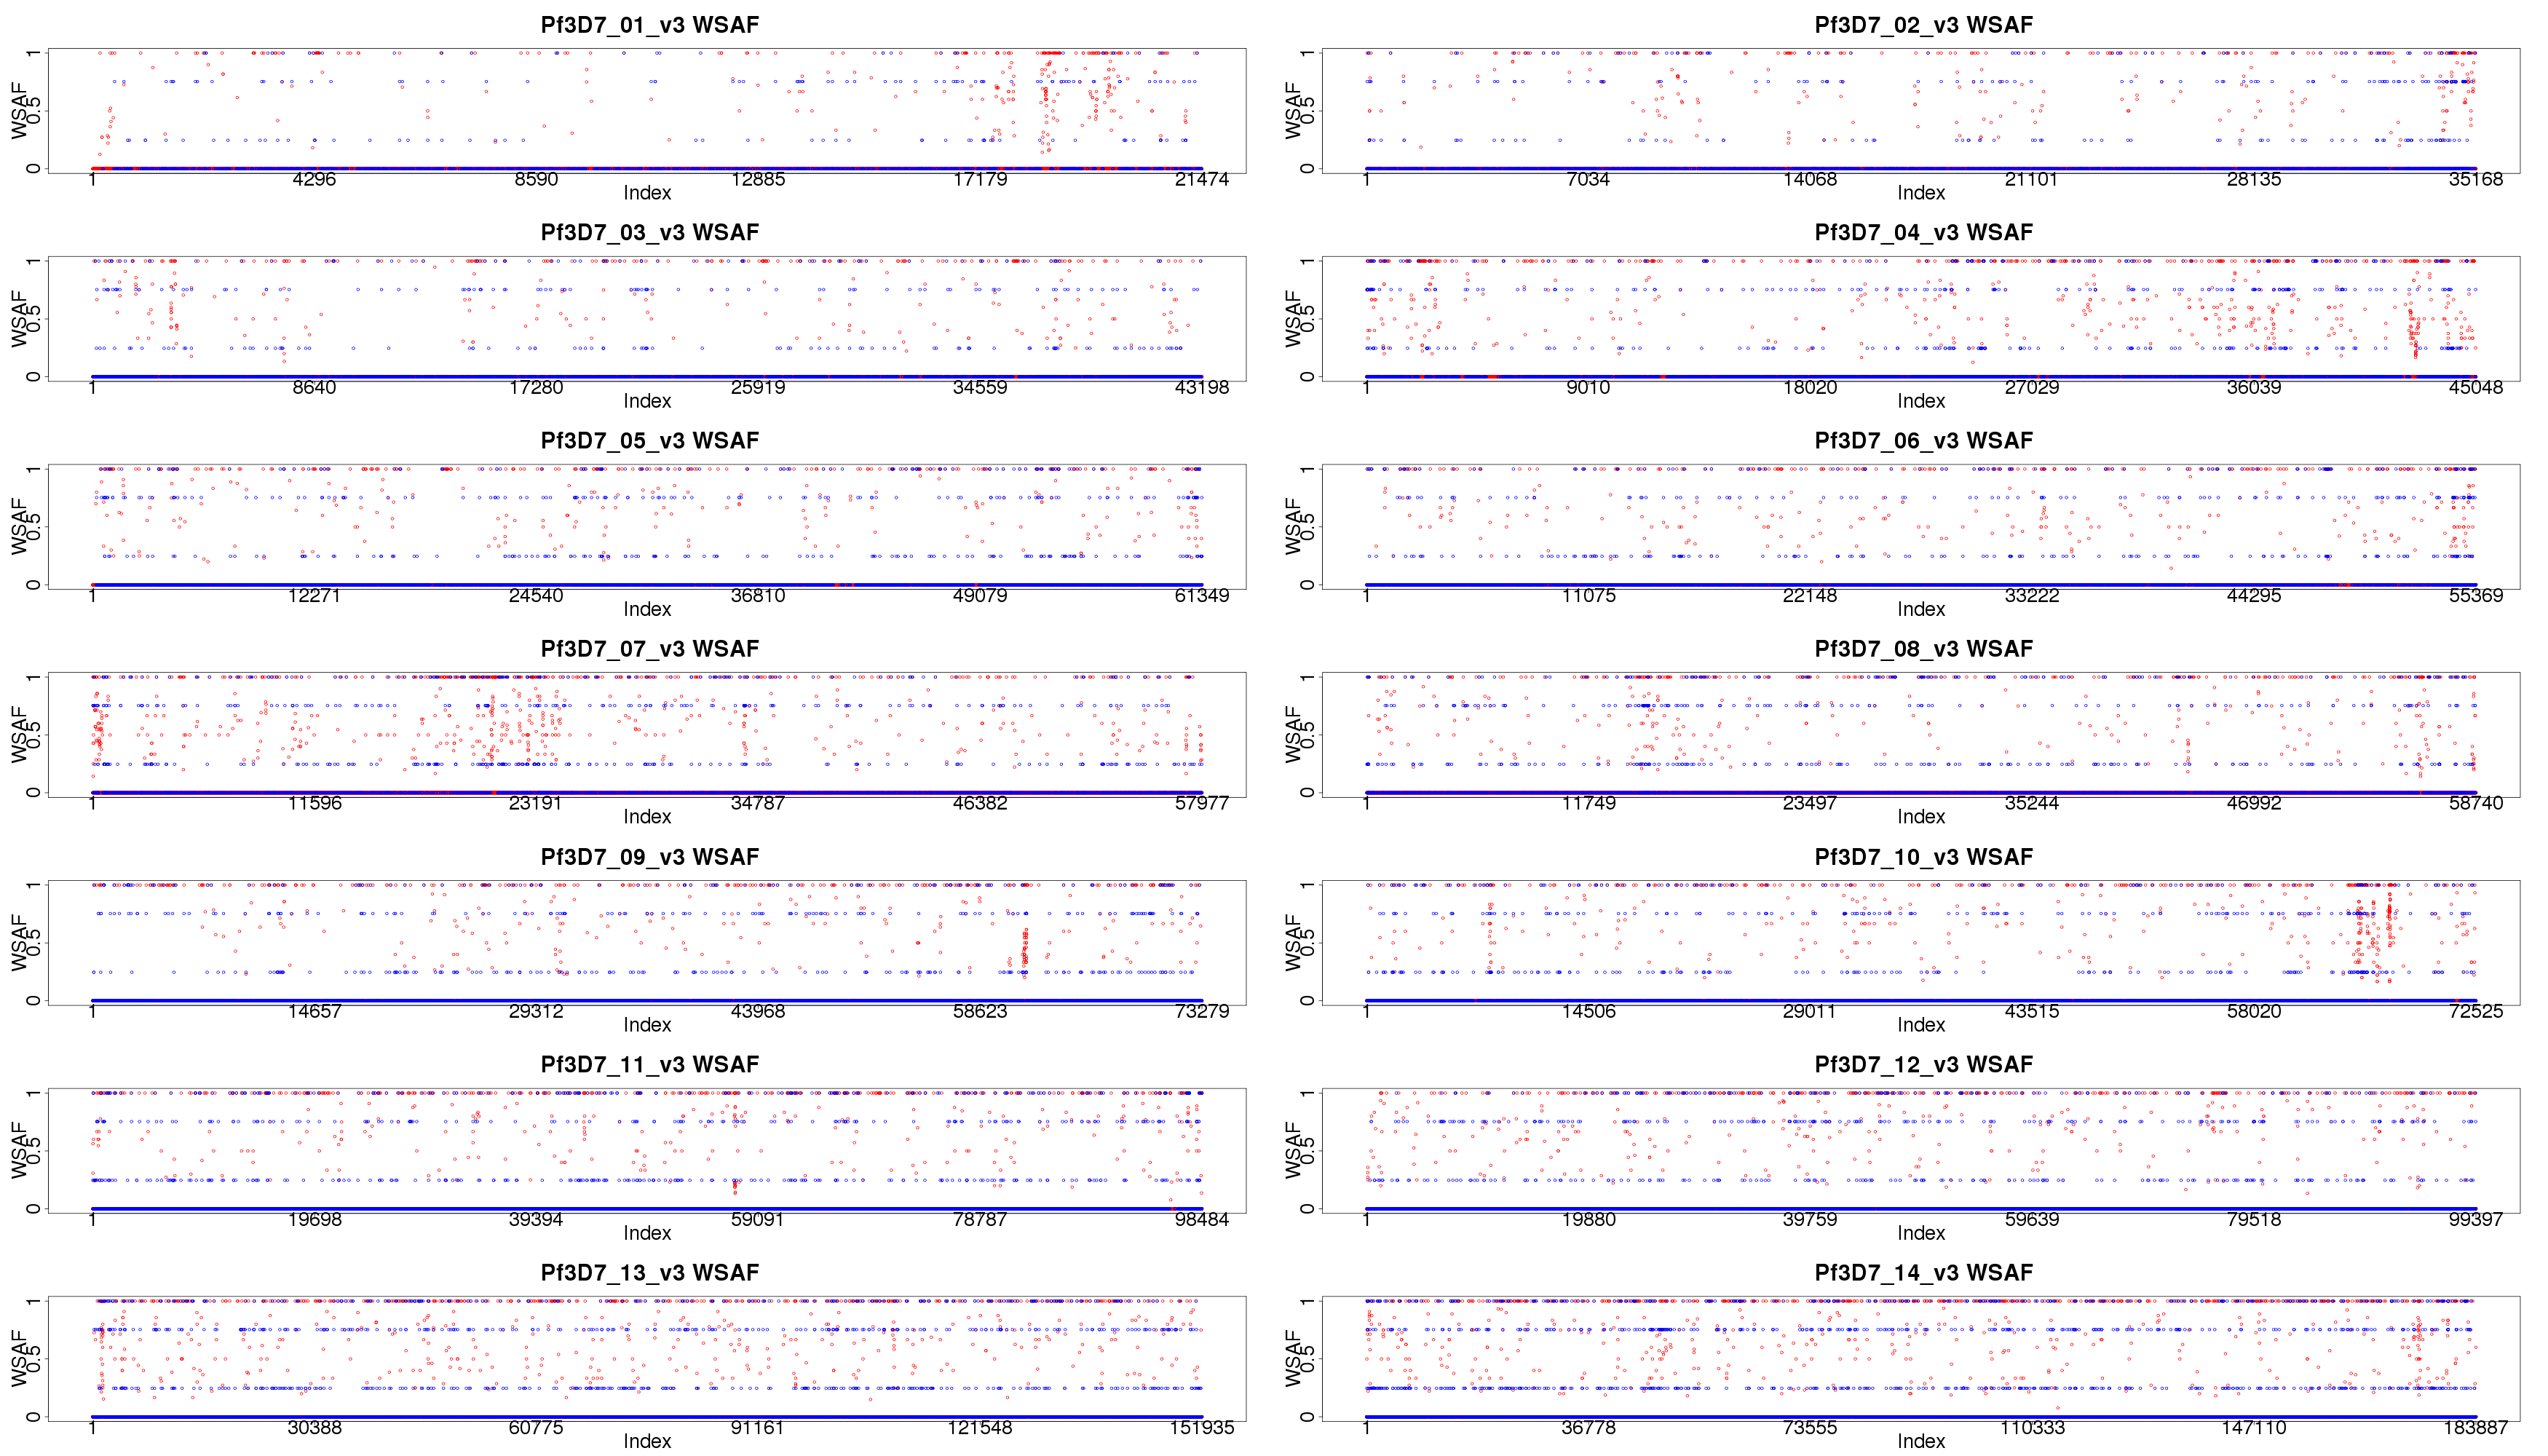 Pf3D7_01_v3 WSAF
WSAF
0 0.5 1
1 4296 8590 12885 17179 21474
Index
Pf3D7_02_v3 WSAF
WSAF
0 0.5 1
1 7034 14068 21101 28135 35168
Index
Pf3D7_03_v3 WSAF
WSAF
0 0.5 1
1 8640 17280 25919 34559 43198
Index
Pf3D7_04_v3 WSAF
WSAF
0 0.5 1
1 9010 18020 27029 36039 45048
Index
Pf3D7_05_v3 WSAF
WSAF
0 0.5 1
1 12271 24540 36810 49079 61349
Index
Pf3D7_06_v3 WSAF
WSAF
0 0.5 1
1 11075 22148 33222 44295 55369
Index
Pf3D7_07_v3 WSAF
WSAF
0 0.5 1
1 11596 23191 34787 46382 57977
Index
Pf3D7_08_v3 WSAF
WSAF
0 0.5 1
1 11749 23497 35244 46992 58740
Index
Pf3D7_09_v3 WSAF
WSAF
0 0.5 1
1 14657 29312 43968 58623 73279
Index
Pf3D7_10_v3 WSAF
WSAF
0 0.5 1
1 14506 29011 43515 58020 72525
Index
Pf3D7_11_v3 WSAF
WSAF
0 0.5 1
1 19698 39394 59091 78787 98484
Index
Pf3D7_12_v3 WSAF
WSAF
0 0.5 1
1 19880 39759 59639 79518 99397
Index
Pf3D7_13_v3 WSAF
WSAF
0 0.5 1
1 30388 60775 91161 121548 151935
Index
Pf3D7_14_v3 WSAF
WSAF
0 0.5 1
1 36778 73555 110333 147110 183887
Index